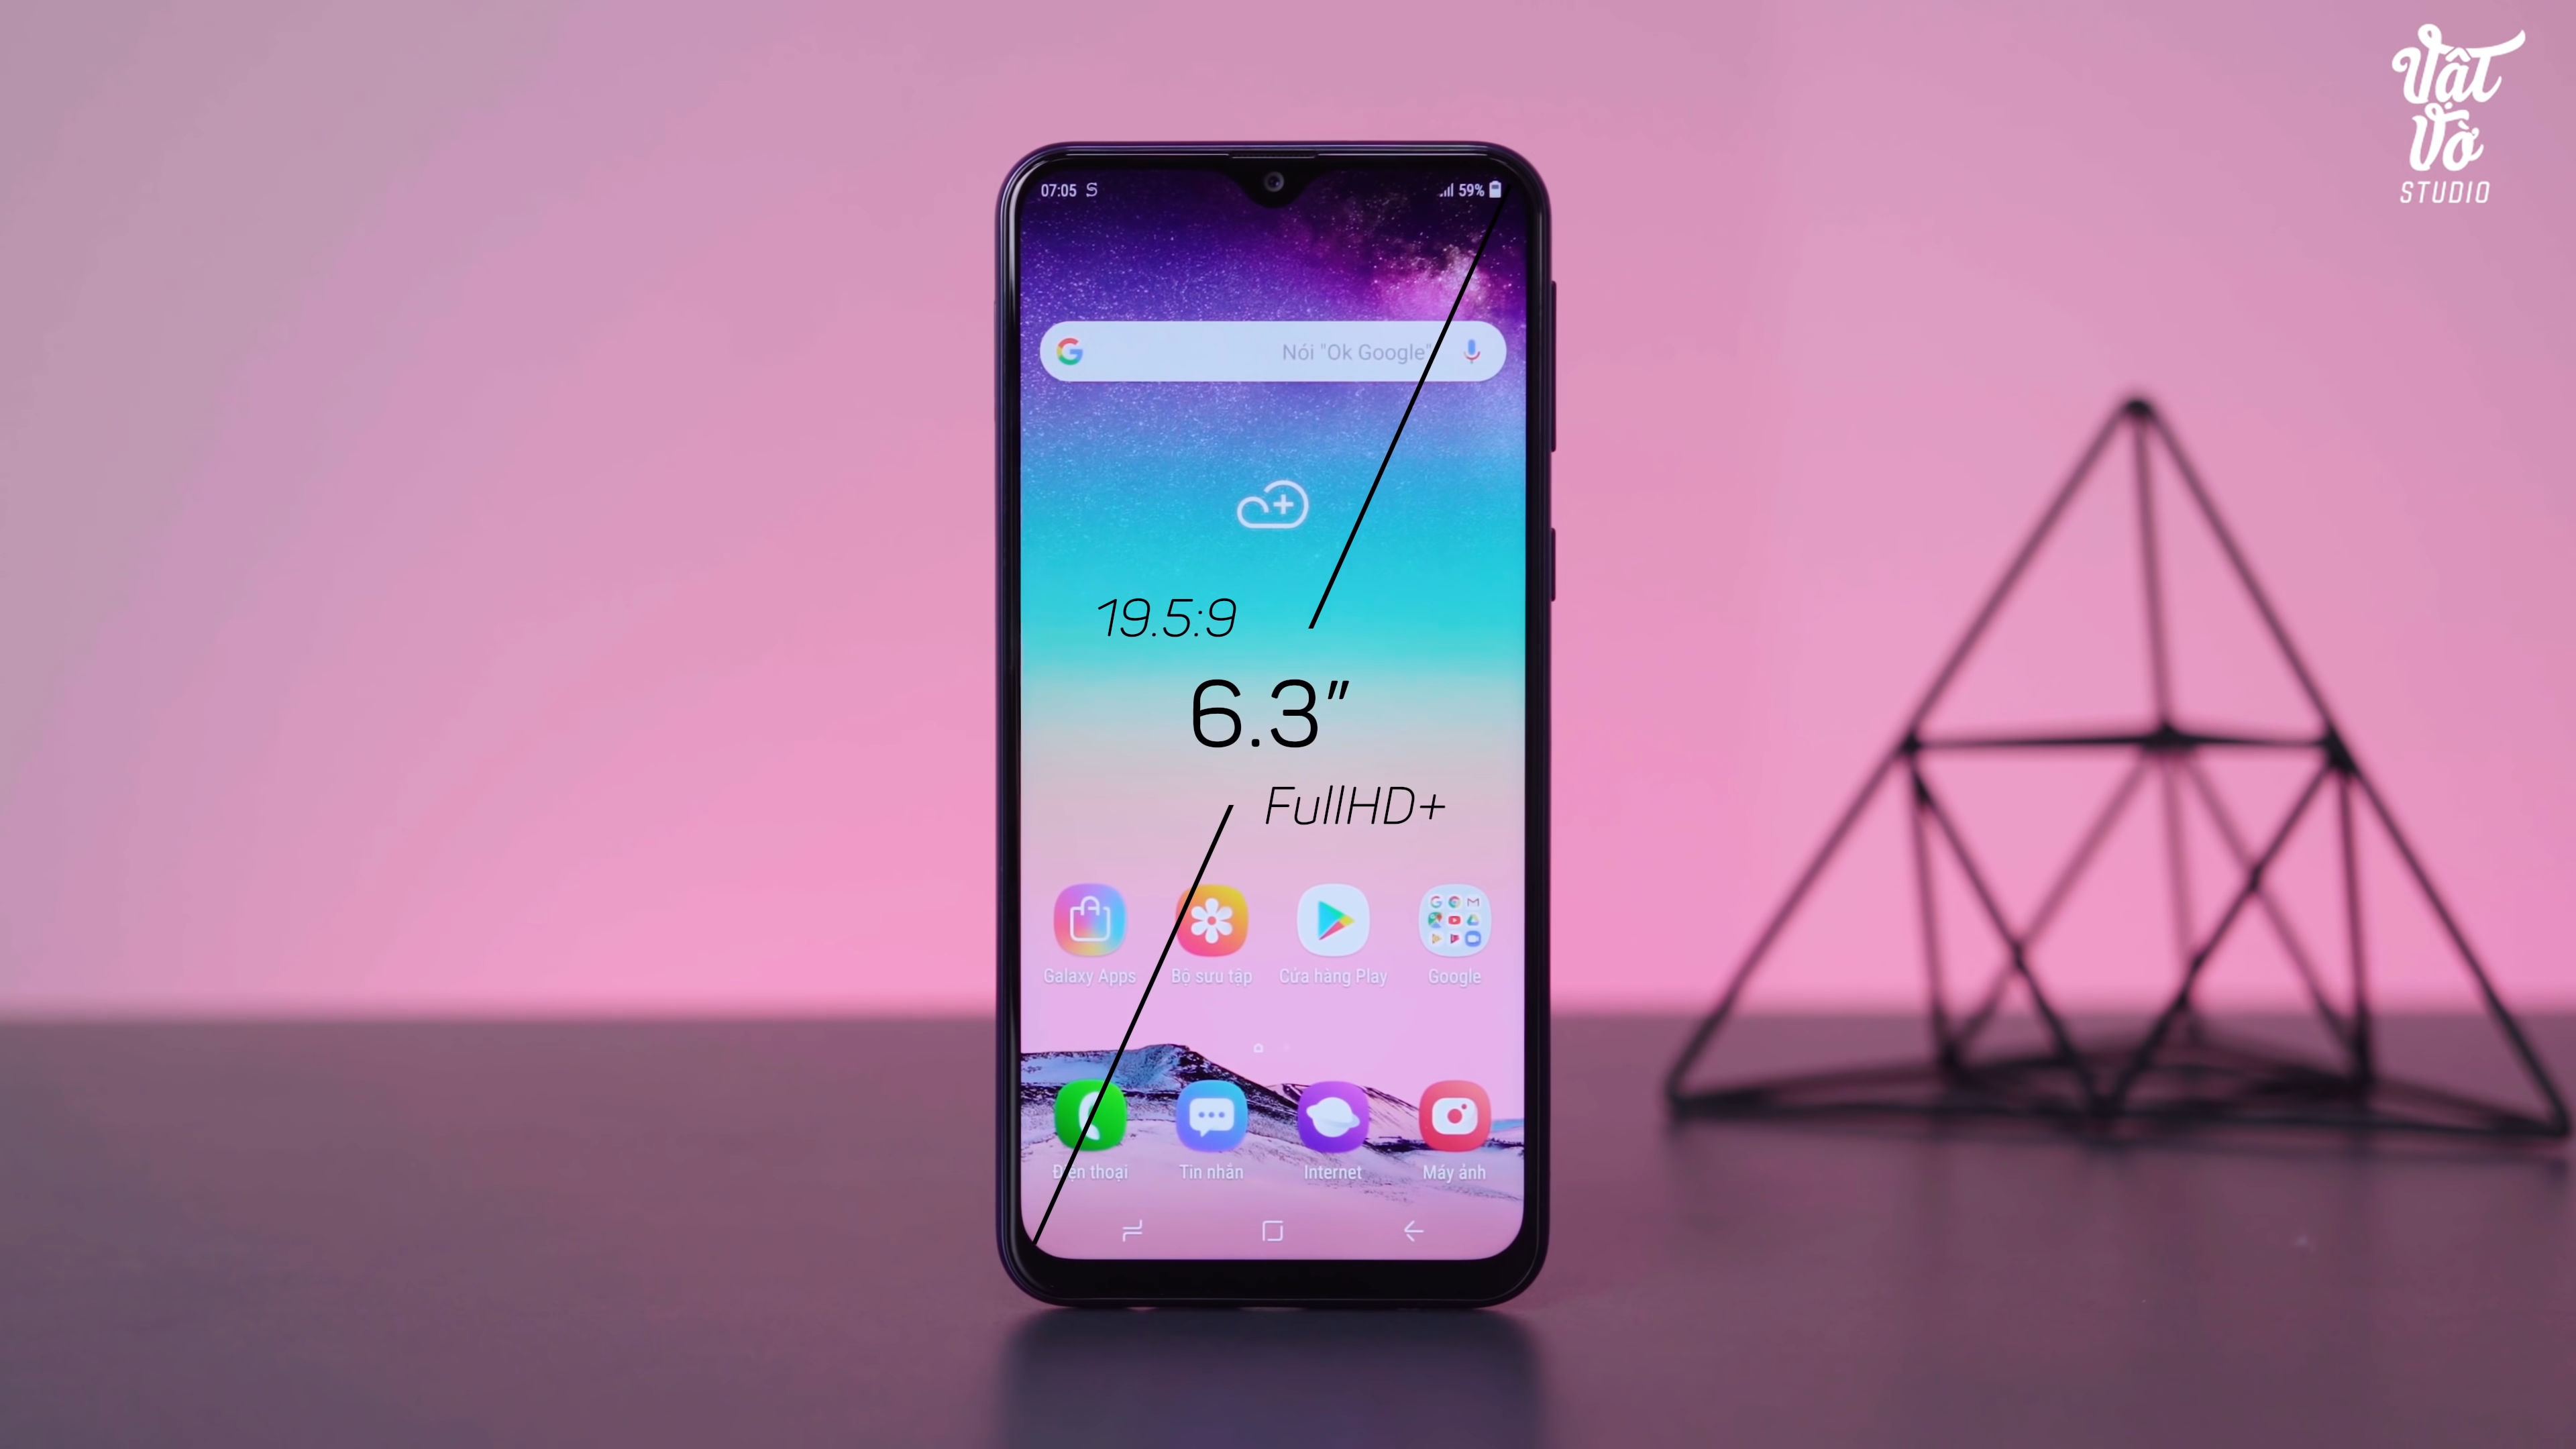 Vật
Vờ
STUDIO
07:05
59%
Nói "Ok Google"
19.5:9
6.3"
FullHD+
Galaxy Apps
Bộ sưu tập
Cửa hàng Play
Google
Điện thoại
Tin nhắn
Internet
Máy ảnh